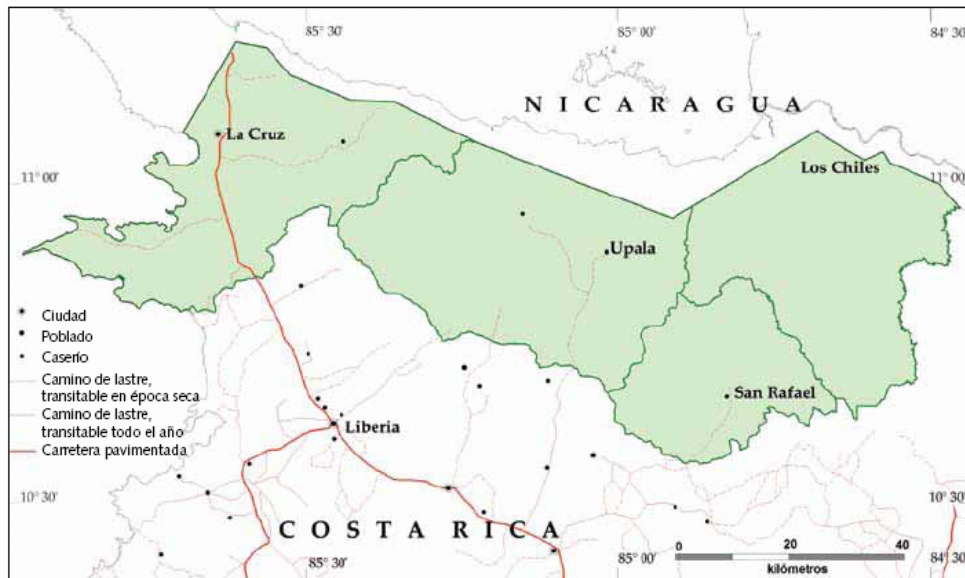 85° 30'
85° 00'
84° 30'
NICARAGUA
La Cruz
Los Chiles
11° 00'
11° 00'
Upala
Ciudad
Poblado
Caserío
Camino de lastre,
transitable en época seca
Camino de lastre,
transitable todo el año
Carretera pavimentada
San Rafael
Liberia
10° 30'
10° 30'
COSTA RICA
85° 30'
85° 00'
84° 30'
0 20 40
kilómetros